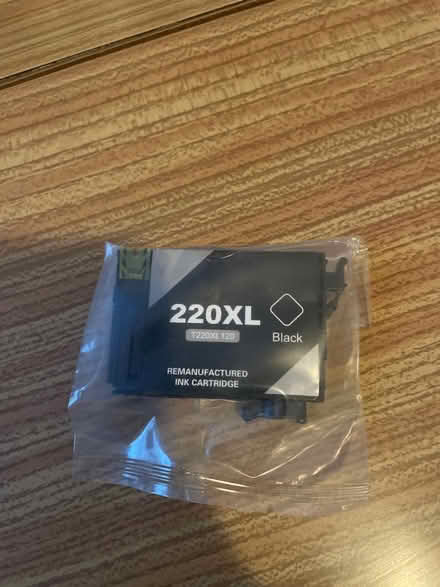 220XL
T220XL120
Black
REMANUFACTURED
INK CARTRIDGE